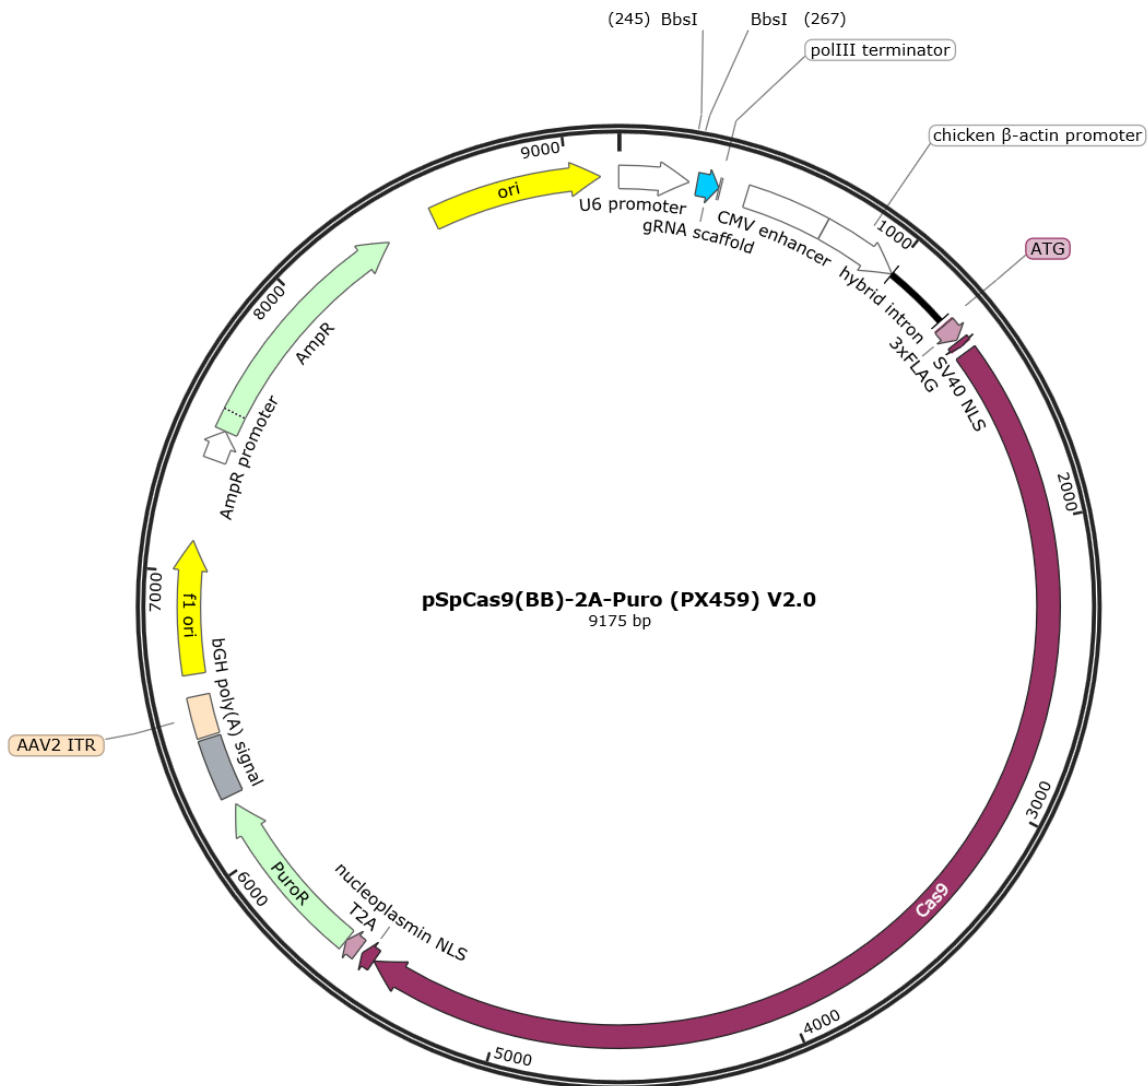 (245) BbsI
BbsI (267)
polIII terminator
chicken β-actin promoter
9000
ori
U6 promoter
gRNA scaffold
CMV enhancer
1000
ATG
hybrid intron
3xFLAG
SV40 NLS
8000
AmpR
AmpR promoter
2000
7000
f1 ori
pSpCas9(BB)-2A-Puro (PX459) V2.0
9175 bp
bGH poly(A) signal
AAV2 ITR
3000
PuroR
6000
T2A
nucleoplasmin NLS
Cas9
4000
5000